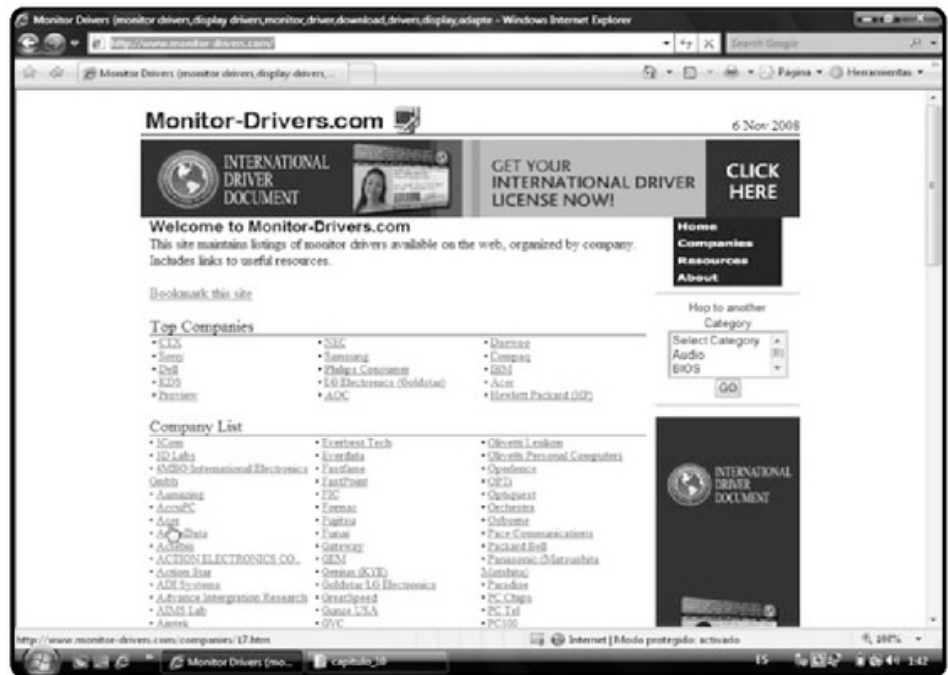 Monitor Drivers (monitor drivers,display drivers,monitor,driver,download,drivers,display,adapte - Windows Internet Explorer
http://www.monitor-drivers.com/
Search Google
Monitor Drivers (monitor drivers, display drivers, ...
Página
Herramientas
Monitor-Drivers.com
6 Nov 2008
INTERNATIONAL
DRIVER
DOCUMENT
GET YOUR
INTERNATIONAL DRIVER
LICENSE NOW!
CLICK
HERE
Welcome to Monitor-Drivers.com
This site maintains listings of monitor drivers available on the web, organized by company.
Includes links to useful resources.
Bookmark this site
Home
Companies
Resources
About
Hop to another
Category
Select Category
Audio
BIOS
GO
Top Companies
• CTX
• Sony
• Dell
• KDS
• Proview
• NEC
• Samsung
• Philips Consumer
• LG Electronics (Goldstar)
• AOC
• Daewoo
• Compaq
• IBM
• Acer
• Hewlett Packard (HP)
Company List
• 3Com
• 3D Labs
• 4MBO International Electronics
Gmbh
• Aamazing
• AccuPC
• Acer
• Actebis
• ACTION ELECTRONICS CO.,
• Action Star
• ADI Systems
• Advance Intergration Research
• AIMS Lab
• Aiptek
• Everbest Tech
• Everdata
• Fastfame
• FastPoint
• FIC
• Formac
• Fujitsu
• Funai
• Gateway
• GEM
• Genius (KYE)
• Goldstar LG Electronics
• GreatSpeed
• Gunze USA
• GVC
• Olivetti Lexikon
• Olivetti Personal Computers
• Opendence
• OPTi
• Optiquest
• Orchestra
• Osborne
• Pace Communications
• Packard Bell
• Panasonic (Matsushita
Matshita)
• Paradise
• PC Chips
• PC Tel
• PC100
INTERNATIONAL
DRIVER
DOCUMENT
http://www.monitor-drivers.com/companies/17.htm
Internet | Modo protegido: activado
100%
Monitor Drivers (mo...
capitulo_10
ES
1:42